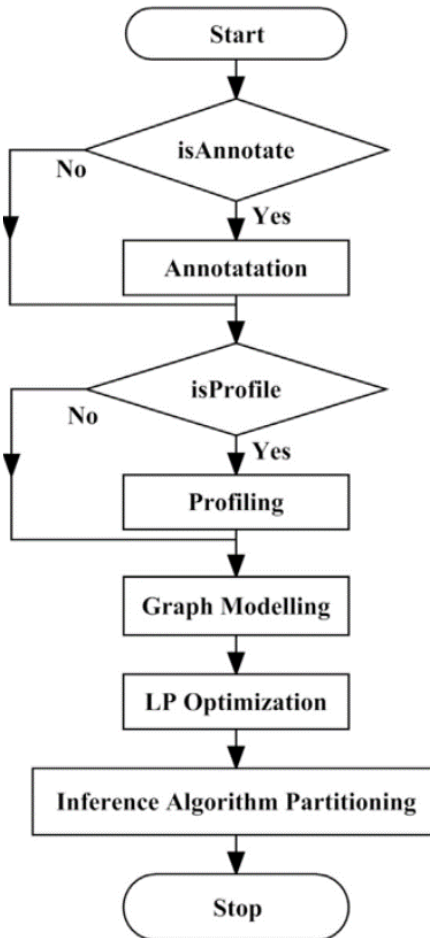 Start
isAnnotate
No
Yes
Annotatation
isProfile
No
Yes
Profiling
Graph Modelling
LP Optimization
Inference Algorithm Partitioning
Stop